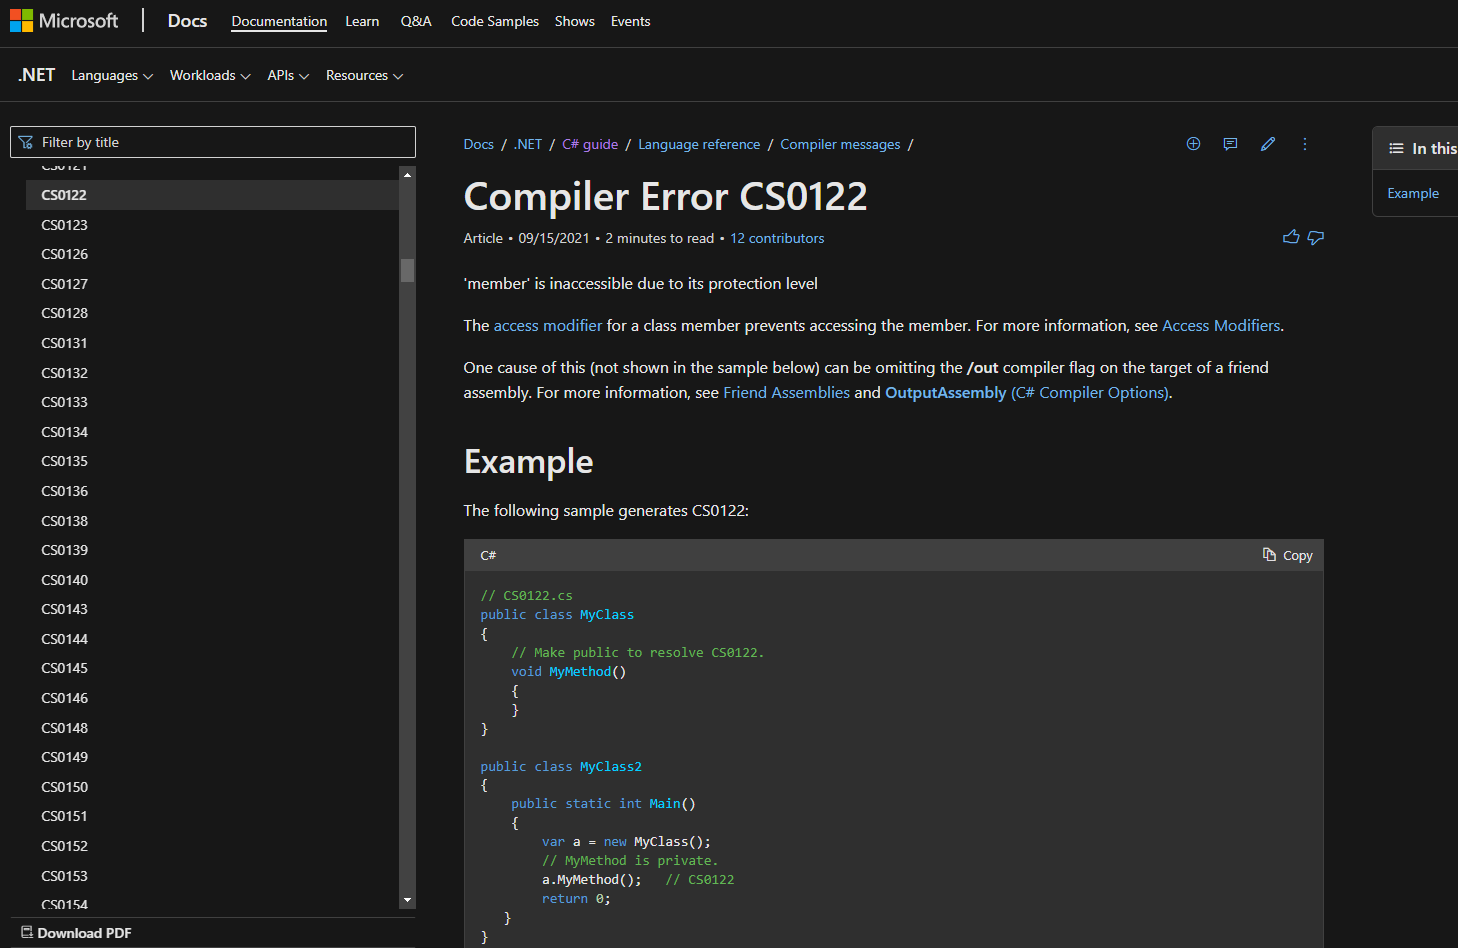 Microsoft | Docs Documentation Learn Q&A Code Samples Shows Events
.NET Languages Workloads APIs Resources
Filter by title
CS0121
CS0122
CS0123
CS0126
CS0127
CS0128
CS0131
CS0132
CS0133
CS0134
CS0135
CS0136
CS0138
CS0139
CS0140
CS0143
CS0144
CS0145
CS0146
CS0148
CS0149
CS0150
CS0151
CS0152
CS0153
CS0154
Download PDF
Docs / .NET / C# guide / Language reference / Compiler messages /
Compiler Error CS0122
Article • 09/15/2021 • 2 minutes to read • 12 contributors
'member' is inaccessible due to its protection level
The access modifier for a class member prevents accessing the member. For more information, see Access Modifiers.
One cause of this (not shown in the sample below) can be omitting the /out compiler flag on the target of a friend
assembly. For more information, see Friend Assemblies and OutputAssembly (C# Compiler Options).
Example
The following sample generates CS0122:
C# Copy
// CS0122.cs
public class MyClass
{
    // Make public to resolve CS0122.
    void MyMethod()
    {
    }
}
public class MyClass2
{
    public static int Main()
    {
        var a = new MyClass();
        // MyMethod is private.
        a.MyMethod();   // CS0122
        return 0;
   }
}
In this
Example